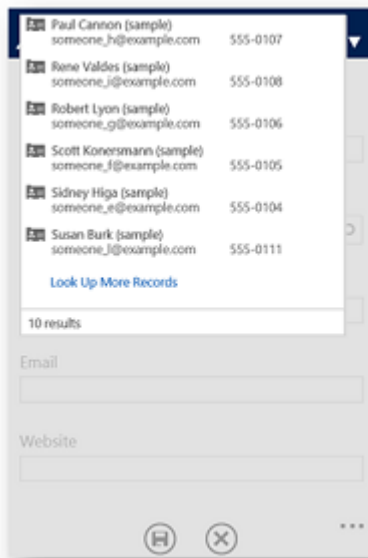 Paul Cannon (sample)
someone_h@example.com 555-0107
Rene Valdes (sample)
someone_i@example.com 555-0108
Robert Lyon (sample)
someone_g@example.com 555-0106
Scott Konersmann (sample)
someone_f@example.com 555-0105
Sidney Higa (sample)
someone_e@example.com 555-0104
Susan Burk (sample)
someone_l@example.com 555-0111
Look Up More Records
10 results
Email
Website